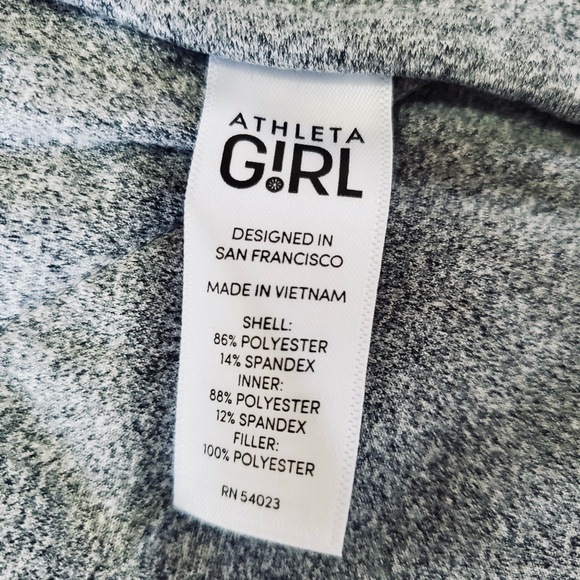 ATHLETA
G!RL
DESIGNED IN
SAN FRANCISCO
MADE IN VIETNAM
SHELL:
86% POLYESTER
14% SPANDEX
INNER:
88% POLYESTER
12% SPANDEX
FILLER:
100% POLYESTER
RN 54023